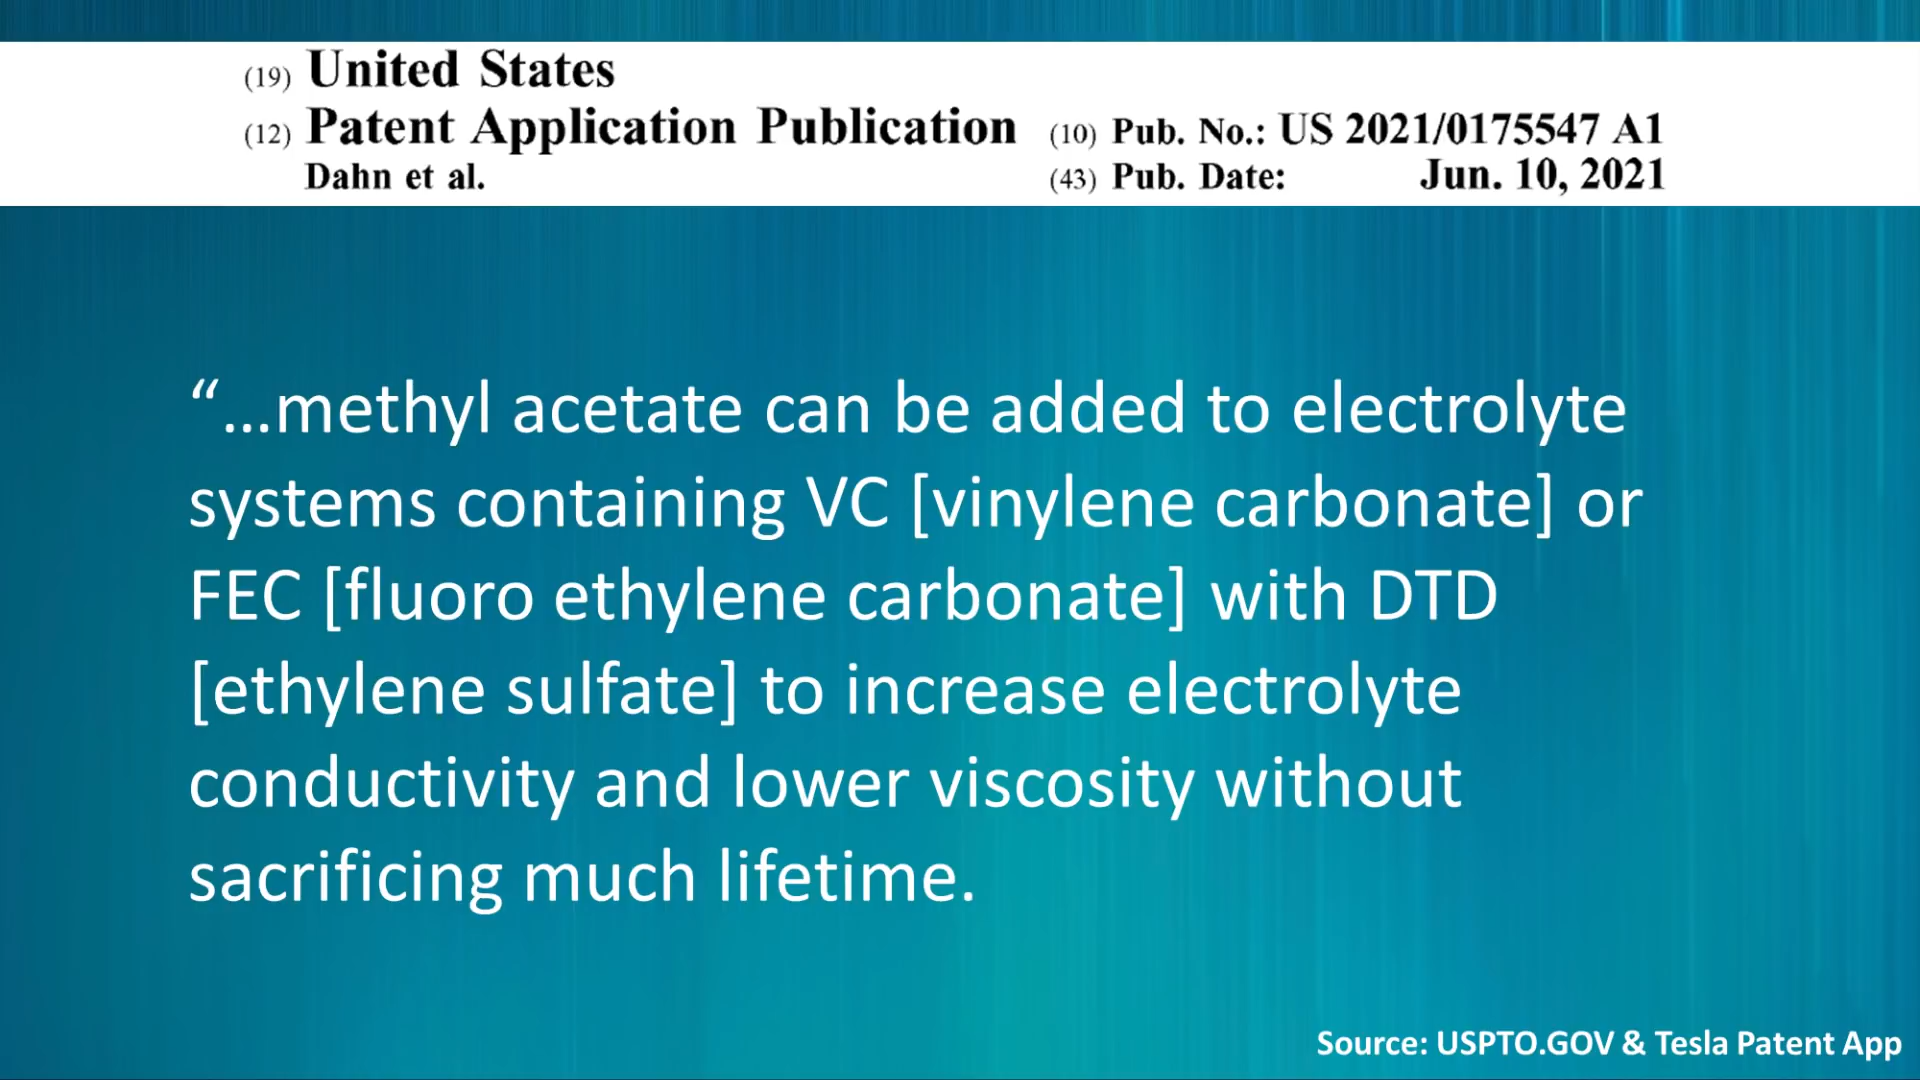 (19) United States
(12) Patent Application Publication (10) Pub. No.: US 2021/0175547 A1
Dahn et al. (43) Pub. Date: Jun. 10, 2021
“...methyl acetate can be added to electrolyte
systems containing VC [vinylene carbonate] or
FEC [fluoro ethylene carbonate] with DTD
[ethylene sulfate] to increase electrolyte
conductivity and lower viscosity without
sacrificing much lifetime.
Source: USPTO.GOV & Tesla Patent App